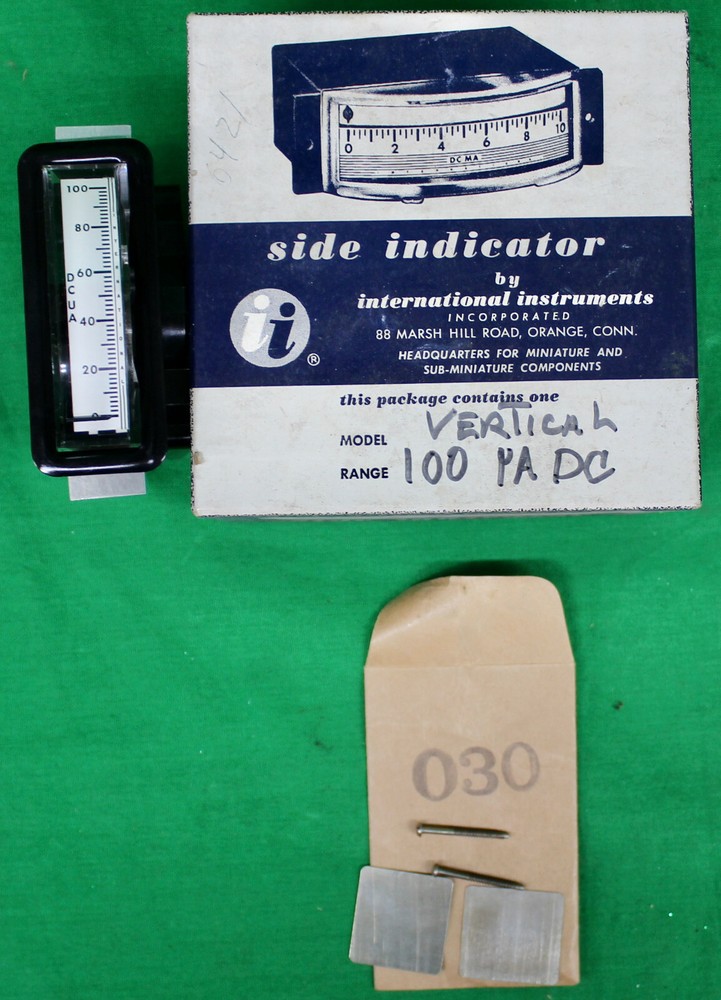 0421
0 2 4 6 8 10
DC MA
side indicator
by
international instruments
INCORPORATED
88 MARSH HILL ROAD, ORANGE, CONN.
HEADQUARTERS FOR MINIATURE AND
SUB-MINIATURE COMPONENTS
ii ®
this package contains one
MODEL VERTICAL
RANGE 100 µA DC
100
80
60
40
20
0
DCUA
030